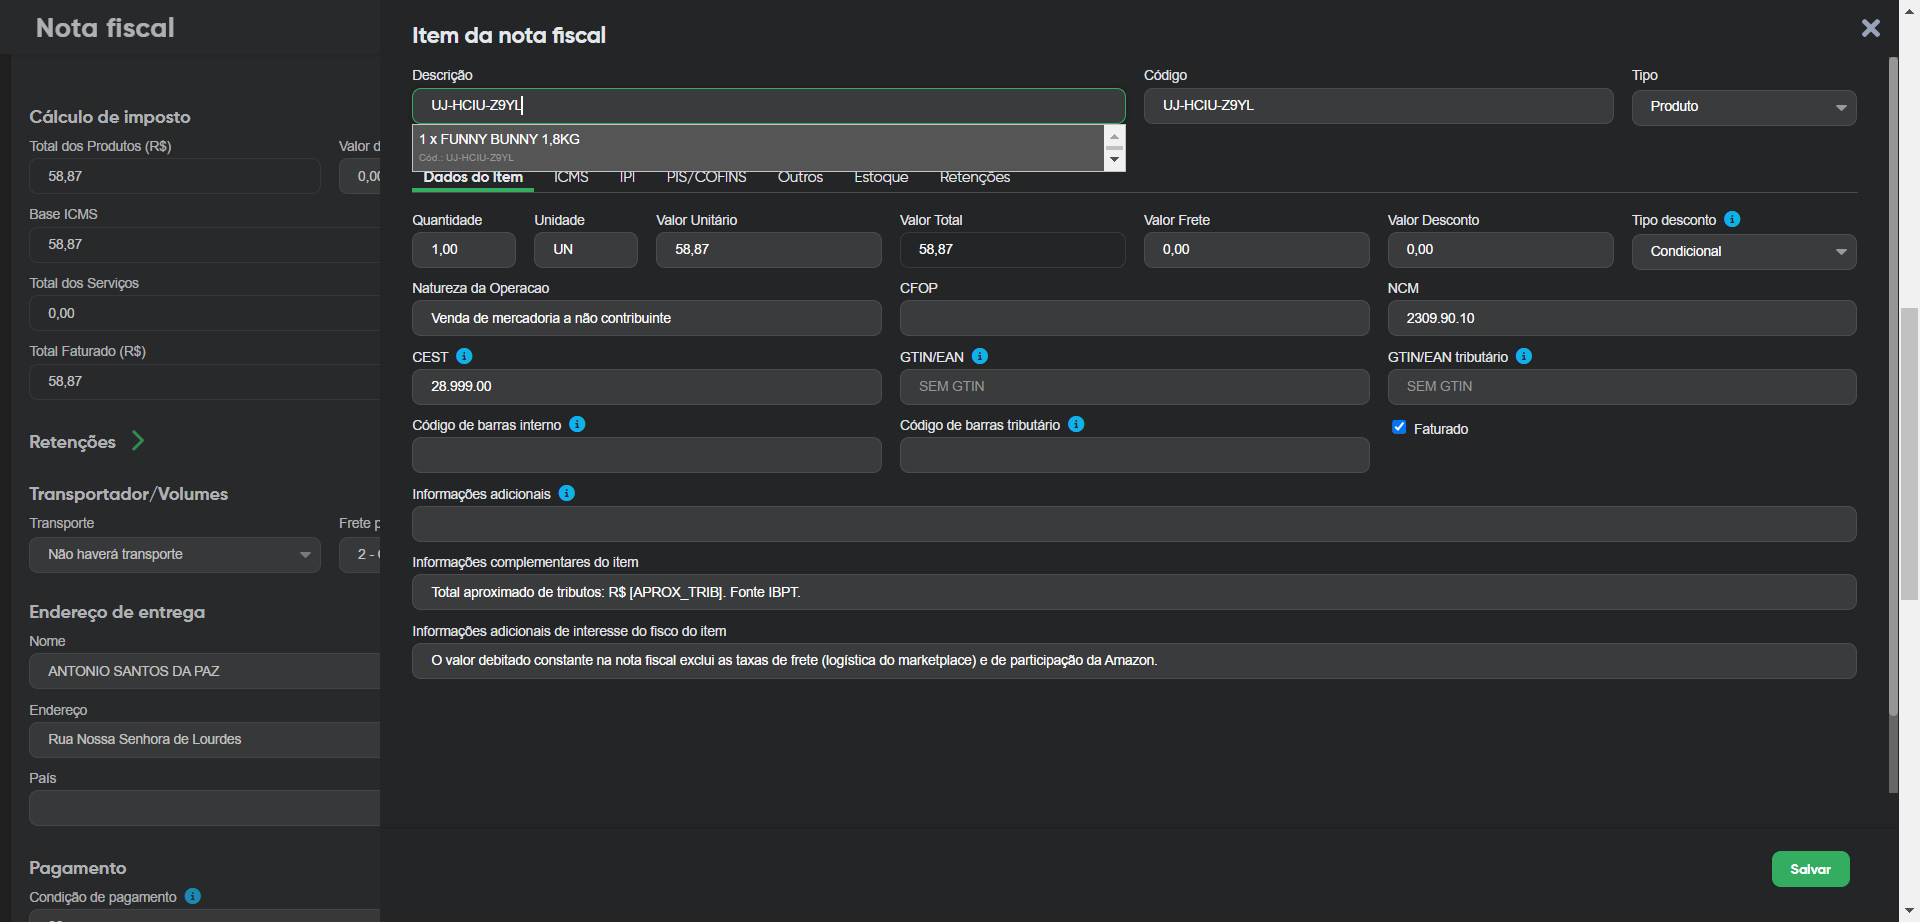 Nota fiscal
Cálculo de imposto
Total dos Produtos (R$)
Valor d
58,87
0,00
Base ICMS
58,87
Total dos Serviços
0,00
Total Faturado (R$)
58,87
Retenções
Transportador/Volumes
Transporte
Frete p
Não haverá transporte
2 -
Endereço de entrega
Nome
ANTONIO SANTOS DA PAZ
Endereço
Rua Nossa Senhora de Lourdes
País
Pagamento
Condição de pagamento
Item da nota fiscal
Descrição
Código
Tipo
UJ-HCIU-Z9YL
UJ-HCIU-Z9YL
Produto
1 x FUNNY BUNNY 1,8KG
Cód.: UJ-HCIU-Z9YL
Dados do Item
ICMS
IPI
PIS/COFINS
Outros
Estoque
Retenções
Quantidade
Unidade
Valor Unitário
Valor Total
Valor Frete
Valor Desconto
Tipo desconto
1,00
UN
58,87
58,87
0,00
0,00
Condicional
Natureza da Operacao
CFOP
NCM
Venda de mercadoria a não contribuinte
2309.90.10
CEST
GTIN/EAN
GTIN/EAN tributário
28.999.00
SEM GTIN
SEM GTIN
Código de barras interno
Código de barras tributário
Faturado
Informações adicionais
Informações complementares do item
Total aproximado de tributos: R$ [APROX_TRIB]. Fonte IBPT.
Informações adicionais de interesse do fisco do item
O valor debitado constante na nota fiscal exclui as taxas de frete (logística do marketplace) e de participação da Amazon.
Salvar